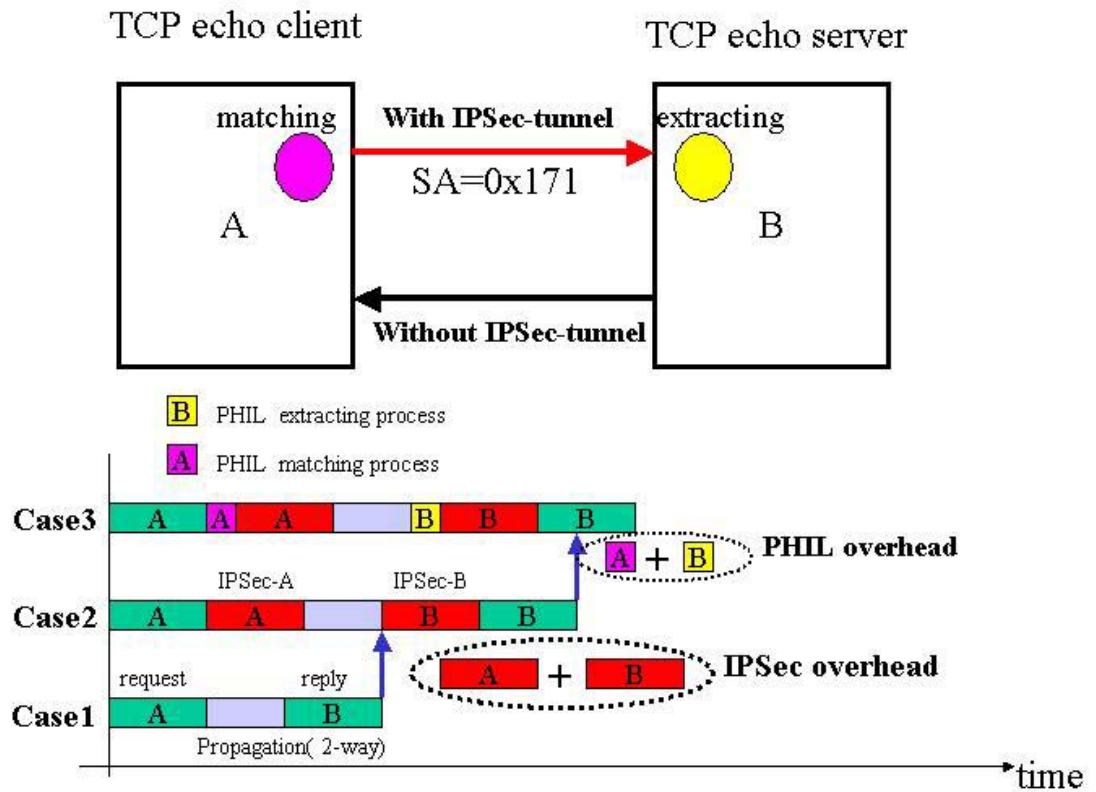 TCP echo client
TCP echo server
matching
With IPSec-tunnel
extracting
SA=0x171
A
B
Without IPSec-tunnel
B PHIL extracting process
A PHIL matching process
Case3
A A A B B B
A + B
PHIL overhead
IPSec-A
IPSec-B
Case2
A A B B
A + B
IPSec overhead
request
reply
Case1
A B
Propagation( 2-way)
time